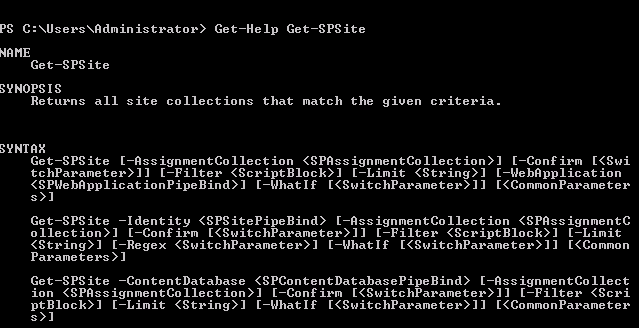 PS C:\Users\Administrator> Get-Help Get-SPSite
NAME
Get-SPSite
SYNOPSIS
Returns all site collections that match the given criteria.
SYNTAX
Get-SPSite [-AssignmentCollection <SPAssignmentCollection>] [-Confirm [<Swi
tchParameter>]] [-Filter <ScriptBlock>] [-Limit <String>] [-WebApplication
<SPWebApplicationPipeBind>] [-WhatIf [<SwitchParameter>]] [<CommonParameter
s>]
Get-SPSite -Identity <SPSitePipeBind> [-AssignmentCollection <SPAssignmentC
ollection>] [-Confirm [<SwitchParameter>]] [-Filter <ScriptBlock>] [-Limit
<String>] [-Regex <SwitchParameter>] [-WhatIf [<SwitchParameter>]] [<Common
Parameters>]
Get-SPSite -ContentDatabase <SPContentDatabasePipeBind> [-AssignmentCollect
ion <SPAssignmentCollection>] [-Confirm [<SwitchParameter>]] [-Filter <Scri
ptBlock>] [-Limit <String>] [-WhatIf [<SwitchParameter>]] [<CommonParameter
s>]